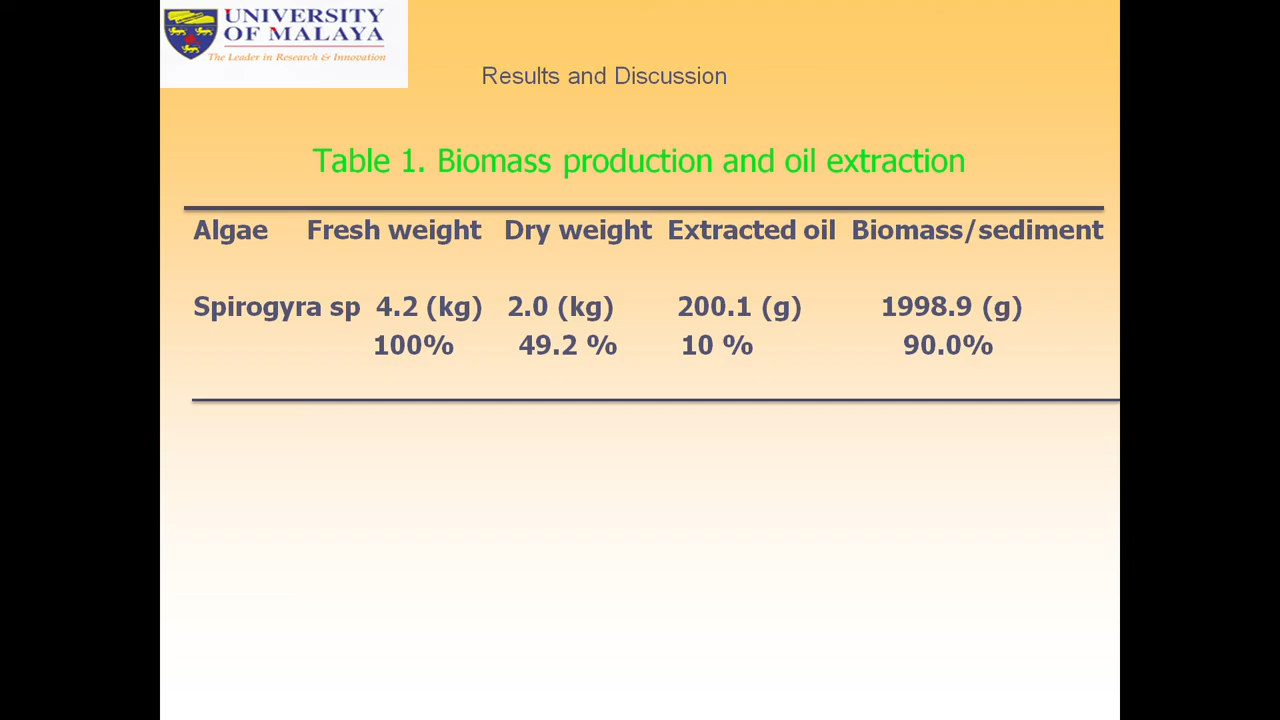 UNIVERSITY
OF MALAYA
The Leader in Research & Innovation
Results and Discussion
Table 1. Biomass production and oil extraction
Algae Fresh weight Dry weight Extracted oil Biomass/sediment
Spirogyra sp 4.2 (kg) 2.0 (kg) 200.1 (g) 1998.9 (g)
100% 49.2 % 10 % 90.0%